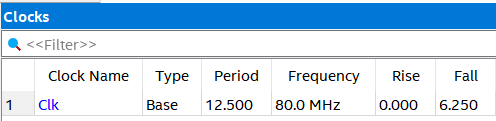 Clocks
<<Filter>>
Clock Name Type Period Frequency Rise Fall
1 Clk Base 12.500 80.0 MHz 0.000 6.250